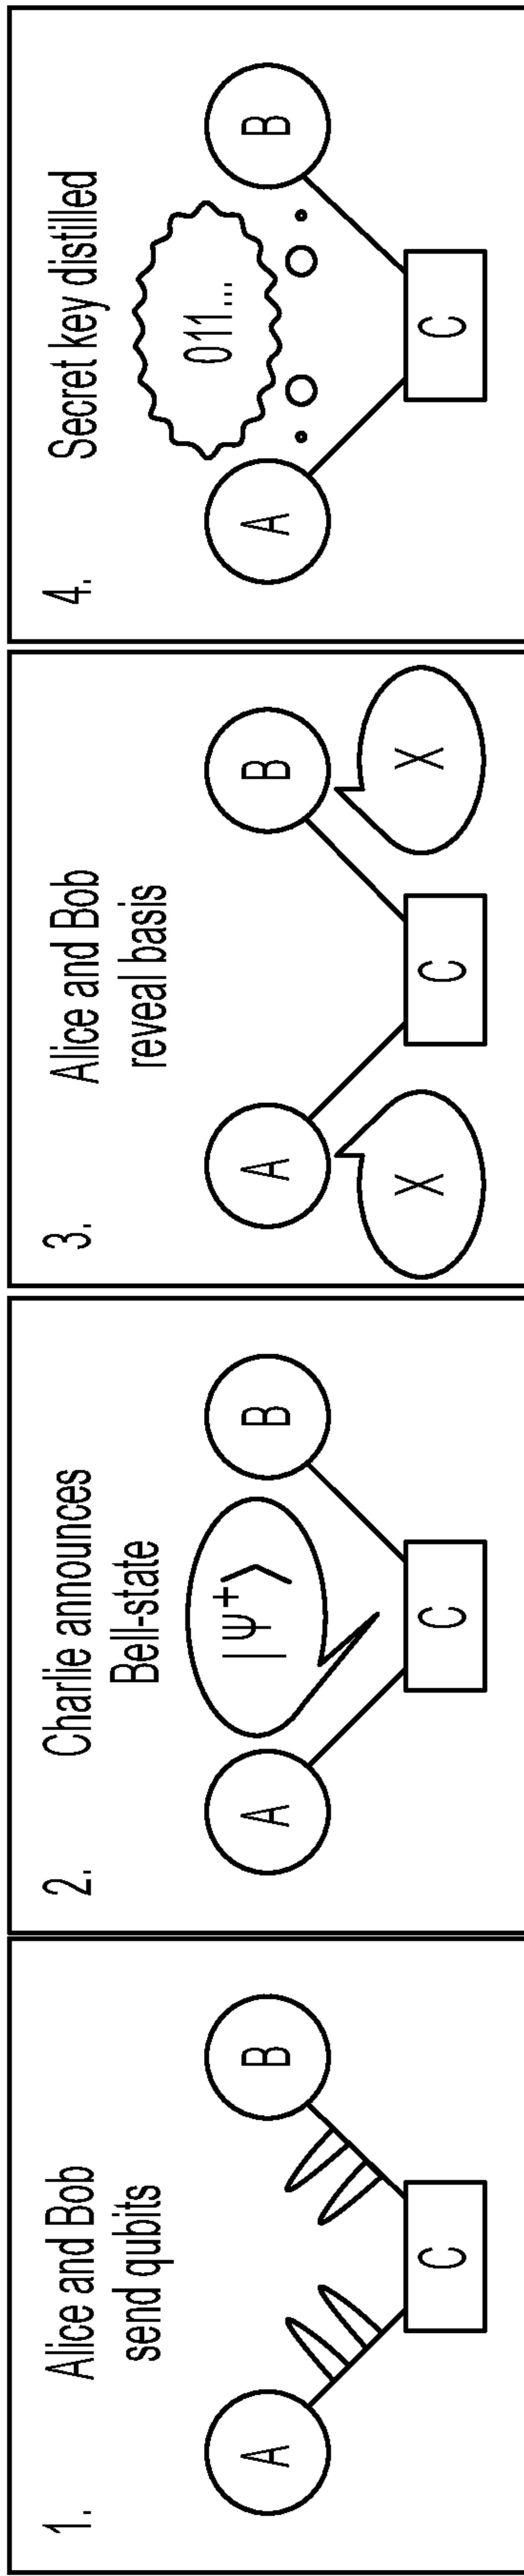 1.
Alice and Bob
send qubits
A
B
C
2.
Charlie announces
Bell-state
|Ψ⁺⟩
A
B
C
3.
Alice and Bob
reveal basis
A
B
C
X
X
4.
Secret key distilled
011...
A
B
C